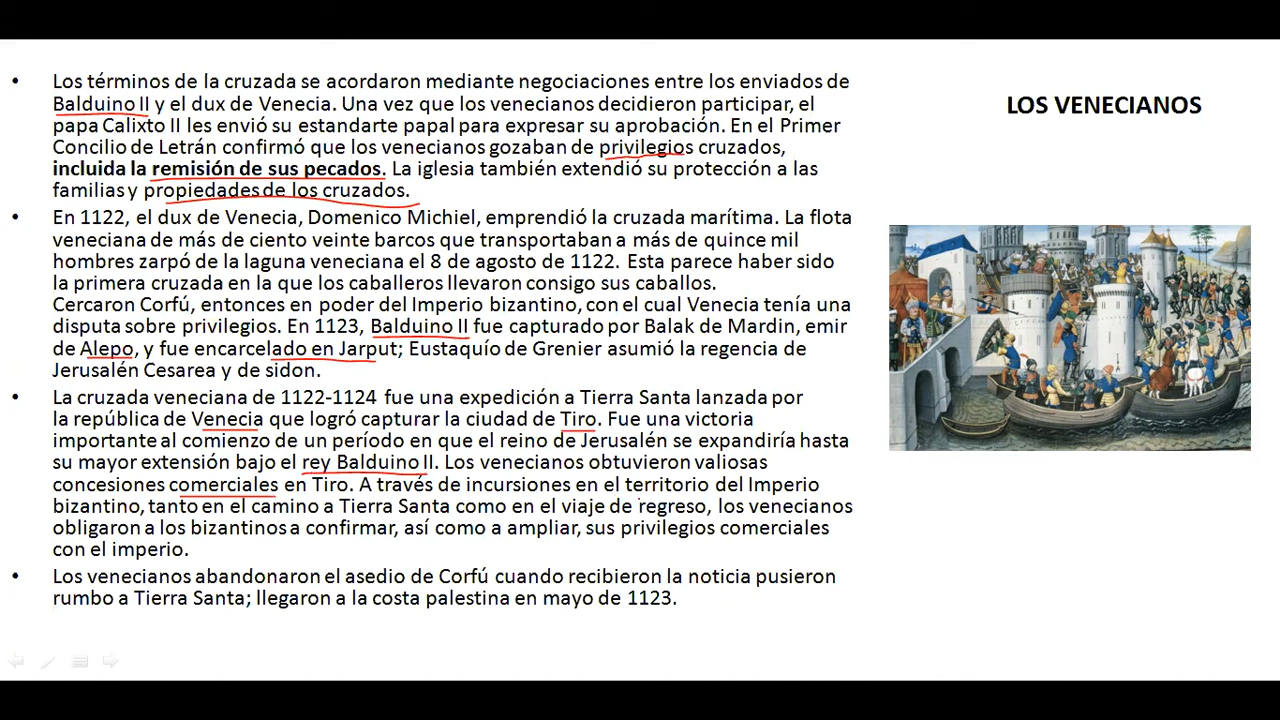 LOS VENECIANOS
• Los términos de la cruzada se acordaron mediante negociaciones entre los enviados de
Balduino II y el dux de Venecia. Una vez que los venecianos decidieron participar, el
papa Calixto II les envió su estandarte papal para expresar su aprobación. En el Primer
Concilio de Letrán confirmó que los venecianos gozaban de privilegios cruzados,
incluida la remisión de sus pecados. La iglesia también extendió su protección a las
familias y propiedades de los cruzados.
• En 1122, el dux de Venecia, Domenico Michiel, emprendió la cruzada marítima. La flota
veneciana de más de ciento veinte barcos que transportaban a más de quince mil
hombres zarpó de la laguna veneciana el 8 de agosto de 1122. Esta parece haber sido
la primera cruzada en la que los caballeros llevaron consigo sus caballos.
Cercaron Corfú, entonces en poder del Imperio bizantino, con el cual Venecia tenía una
disputa sobre privilegios. En 1123, Balduino II fue capturado por Balak de Mardin, emir
de Alepo, y fue encarcelado en Jarput; Eustaquío de Grenier asumió la regencia de
Jerusalén Cesarea y de sidon.
• La cruzada veneciana de 1122-1124 fue una expedición a Tierra Santa lanzada por
la república de Venecia que logró capturar la ciudad de Tiro. Fue una victoria
importante al comienzo de un período en que el reino de Jerusalén se expandiría hasta
su mayor extensión bajo el rey Balduino II. Los venecianos obtuvieron valiosas
concesiones comerciales en Tiro. A través de incursiones en el territorio del Imperio
bizantino, tanto en el camino a Tierra Santa como en el viaje de regreso, los venecianos
obligaron a los bizantinos a confirmar, así como a ampliar, sus privilegios comerciales
con el imperio.
• Los venecianos abandonaron el asedio de Corfú cuando recibieron la noticia pusieron
rumbo a Tierra Santa; llegaron a la costa palestina en mayo de 1123.